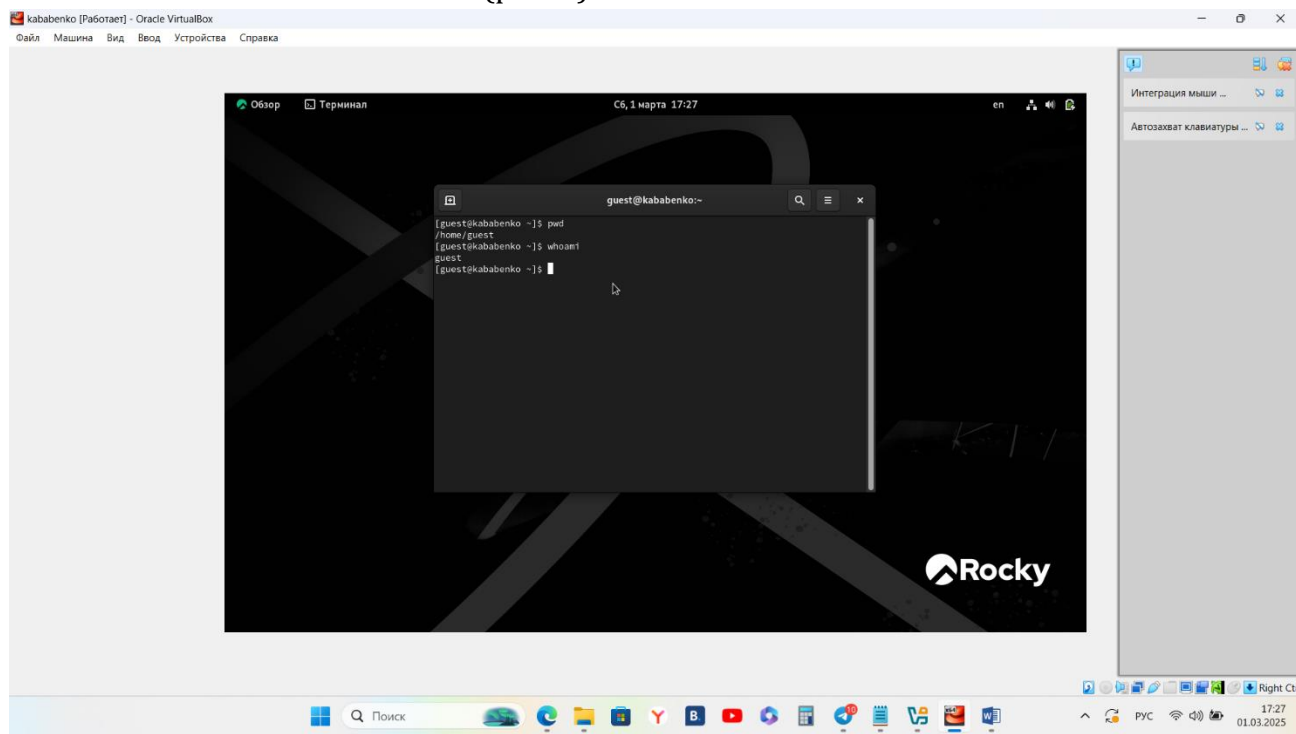 kababenko [Работает] - Oracle VirtualBox
Файл Машина Вид Ввод Устройства Справка
Интеграция мыши ...
Автозахват клавиатуры ...
Обзор Терминал Сб, 1 марта 17:27 en
guest@kababenko:~
[guest@kababenko ~]$ pwd
/home/guest
[guest@kababenko ~]$ whoami
guest
[guest@kababenko ~]$
Rocky
Right Ct
Поиск
РУС
17:27
01.03.2025